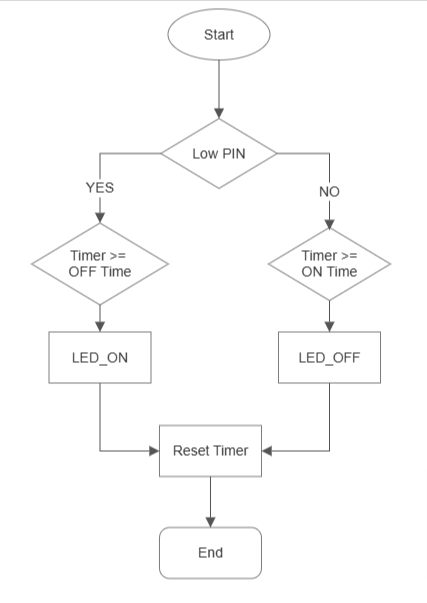 Start
Low PIN
YES
NO
Timer >=
OFF Time
Timer >=
ON Time
LED_ON
LED_OFF
Reset Timer
End